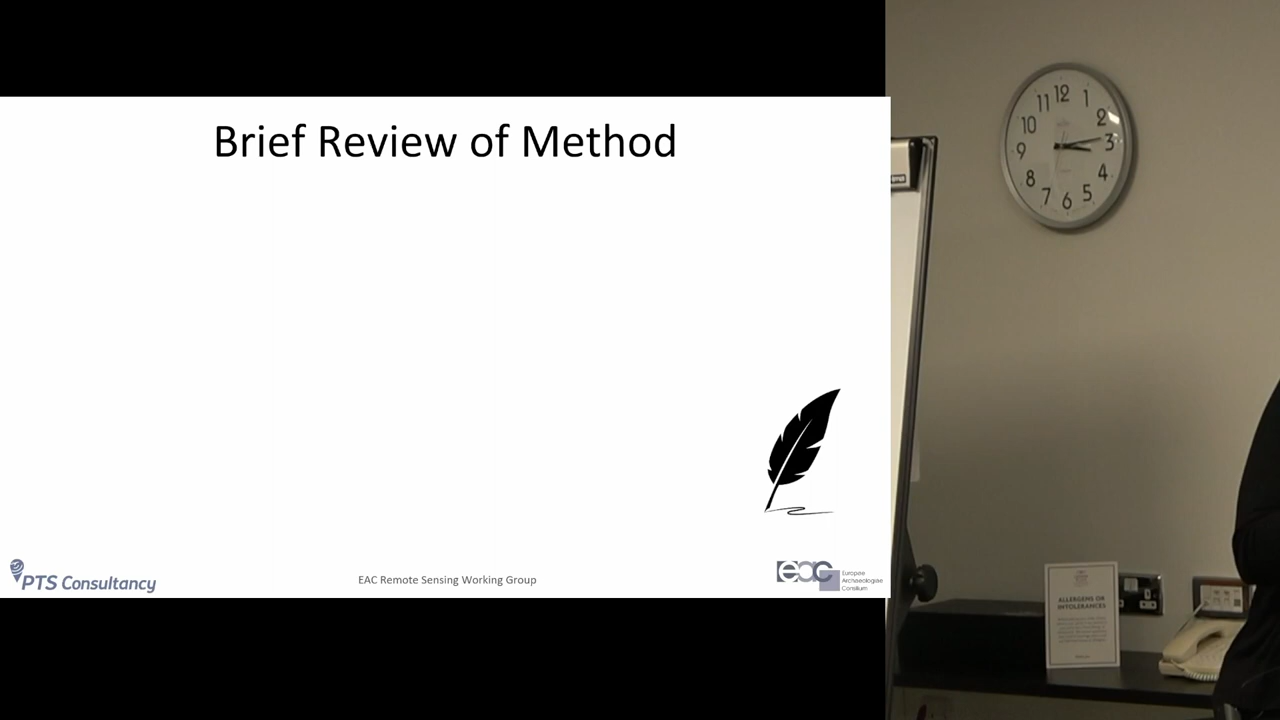 Brief Review of Method
PTS Consultancy
EAC Remote Sensing Working Group
eac
Europae
Archaeologiae
Consilium
12
1
2
3
4
5
6
7
8
9
10
11
ALLERGENS OR
INTOLERANCES